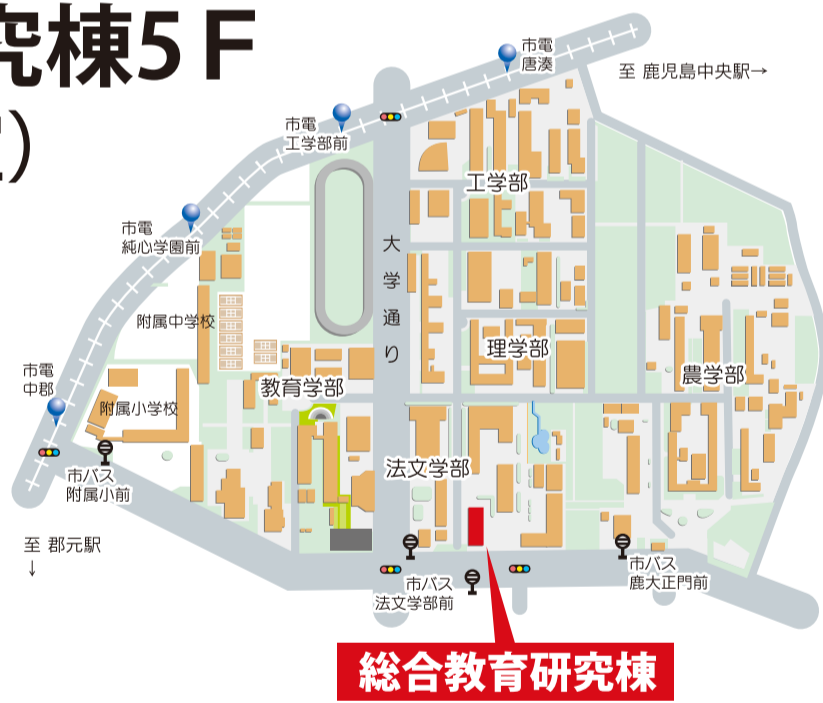 究棟5F
)
市電
唐湊
至 鹿児島中央駅→
市電
工学部前
工学部
市電
純心学園前
大学通り
附属中学校
理学部
市電
中郡
教育学部
農学部
附属小学校
法文学部
市バス
附属小前
至 郡元駅
↓
市バス
法文学部前
市バス
鹿大正門前
総合教育研究棟